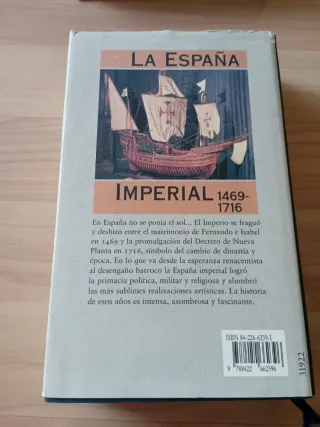 LA ESPAÑA
IMPERIAL 1469-
1716
En España no se ponía el sol... El Imperio se fraguó
y deshizo entre el matrimonio de Fernando e Isabel
en 1469 y la promulgación del Decreto de Nueva
Planta en 1716, símbolo del cambio de dinastía y
época. En lo que va desde la esperanza renacentista
al desengaño barroco la España imperial logró
la primacía política, militar y religiosa y alumbró
las más sublimes realizaciones artísticas. La historia
de esos años es intensa, asombrosa y fascinante.
ISBN 84-226-6239-1
9 788422 662396
31922